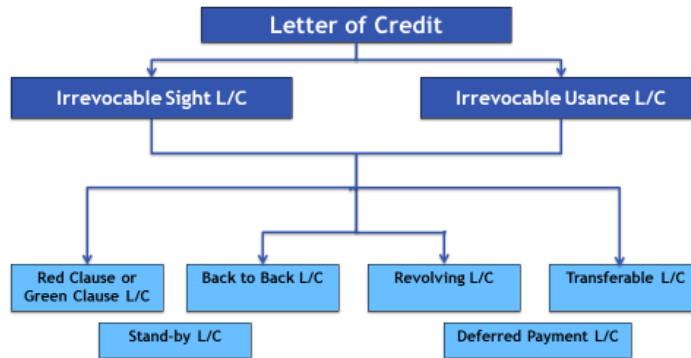 Letter of Credit
Irrevocable Sight L/C
Irrevocable Usance L/C
Red Clause or
Green Clause L/C
Back to Back L/C
Revolving L/C
Transferable L/C
Stand-by L/C
Deferred Payment L/C